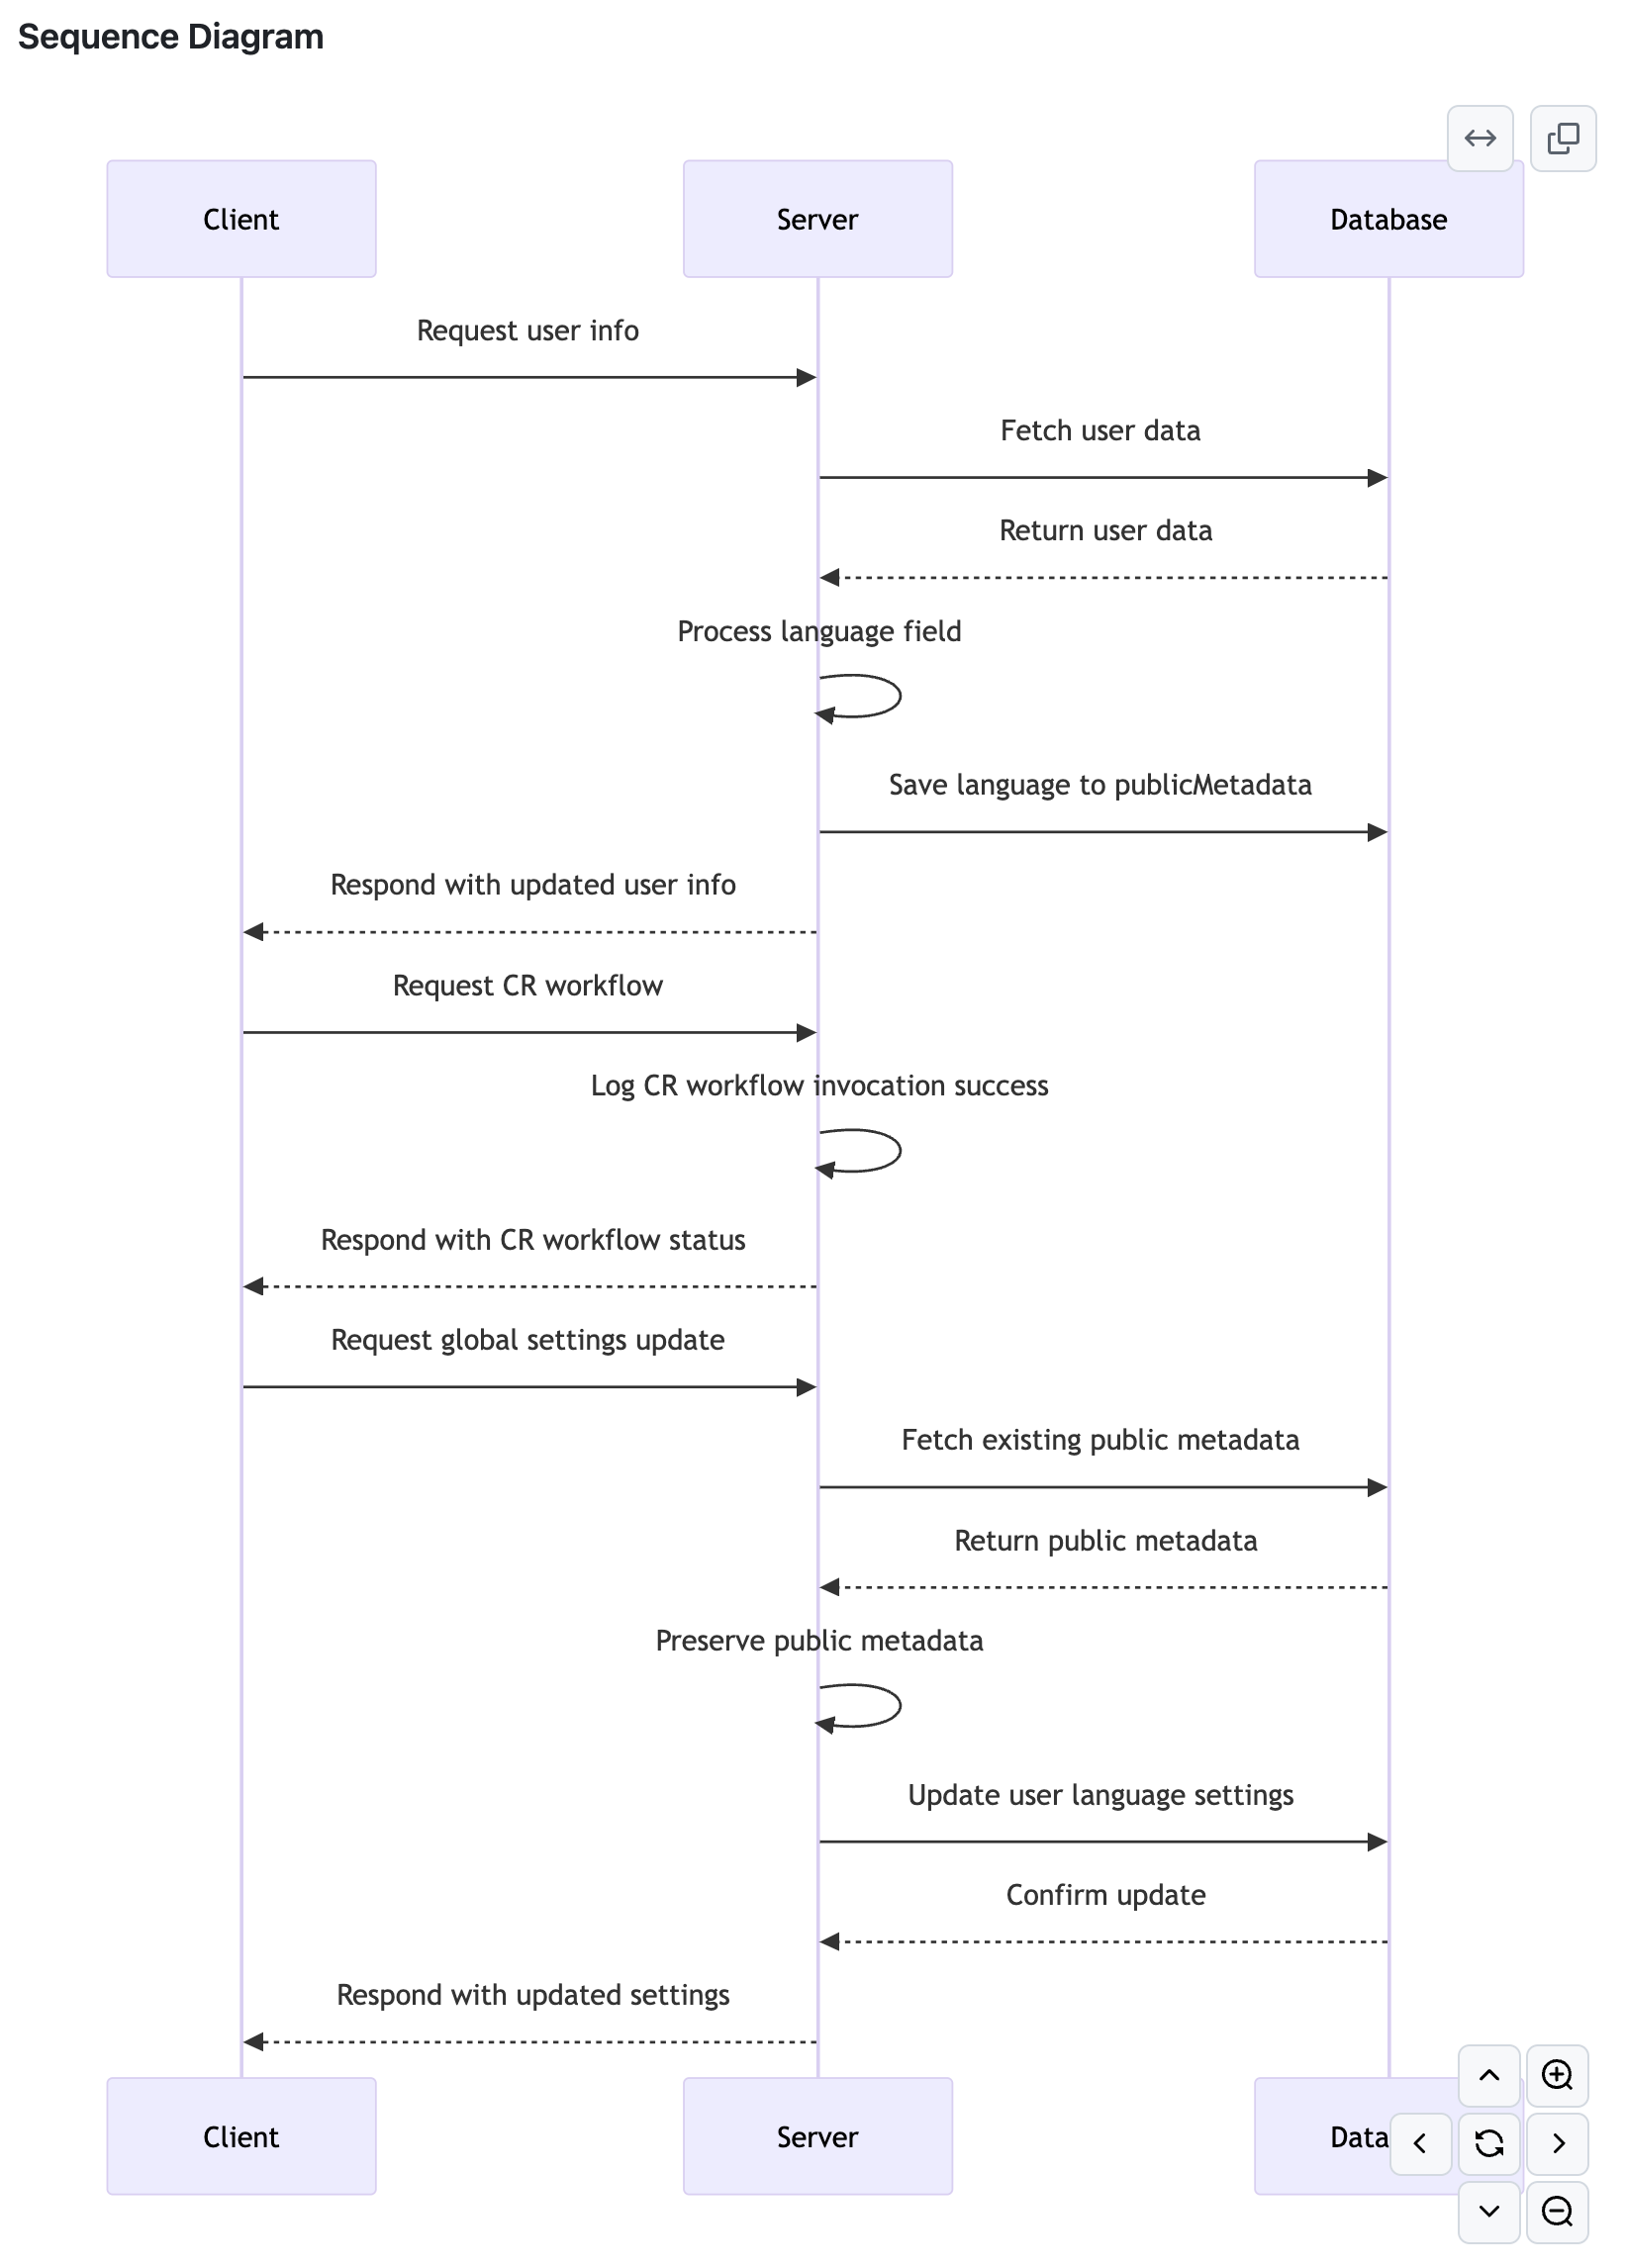 Sequence Diagram
Client
Server
Database
Request user info
Fetch user data
Return user data
Process language field
Save language to publicMetadata
Respond with updated user info
Request CR workflow
Log CR workflow invocation success
Respond with CR workflow status
Request global settings update
Fetch existing public metadata
Return public metadata
Preserve public metadata
Update user language settings
Confirm update
Respond with updated settings
Client
Server
Data